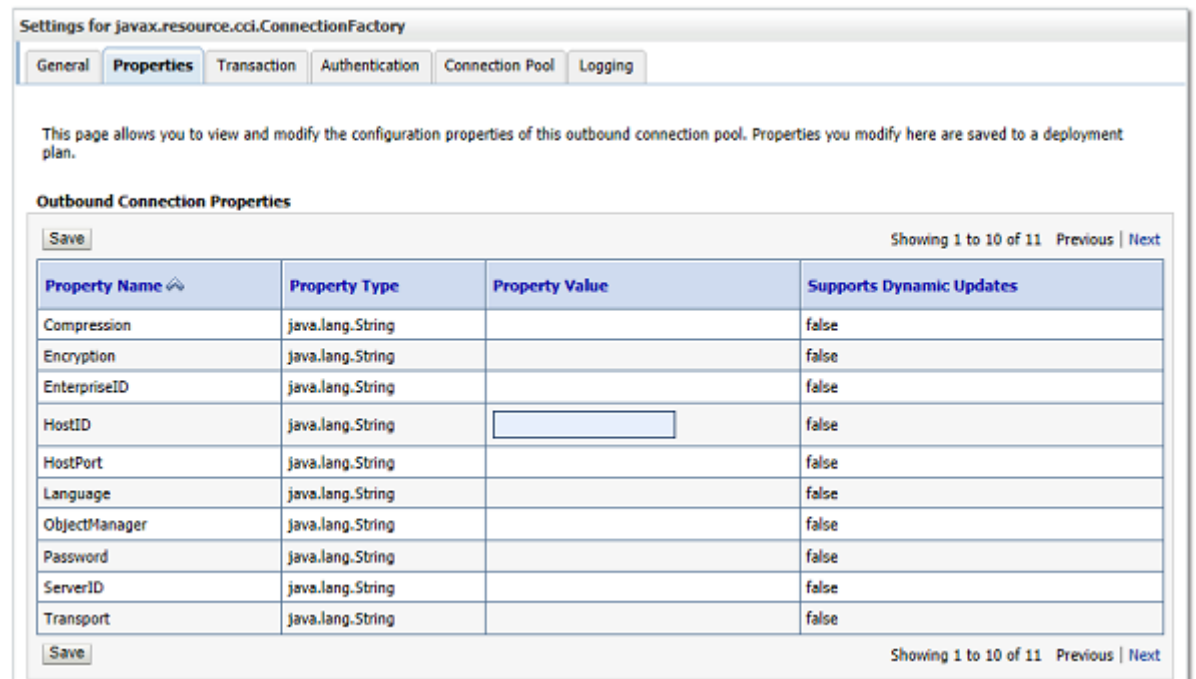 Settings for javax.resource.cci.ConnectionFactory
General Properties Transaction Authentication Connection Pool Logging
This page allows you to view and modify the configuration properties of this outbound connection pool. Properties you modify here are saved to a deployment
plan.
Outbound Connection Properties
Save Showing 1 to 10 of 11 Previous | Next
Property Name Property Type Property Value Supports Dynamic Updates
Compression java.lang.String false
Encryption java.lang.String false
EnterpriseID java.lang.String false
HostID java.lang.String false
HostPort java.lang.String false
Language java.lang.String false
ObjectManager java.lang.String false
Password java.lang.String false
ServerID java.lang.String false
Transport java.lang.String false
Save Showing 1 to 10 of 11 Previous | Next